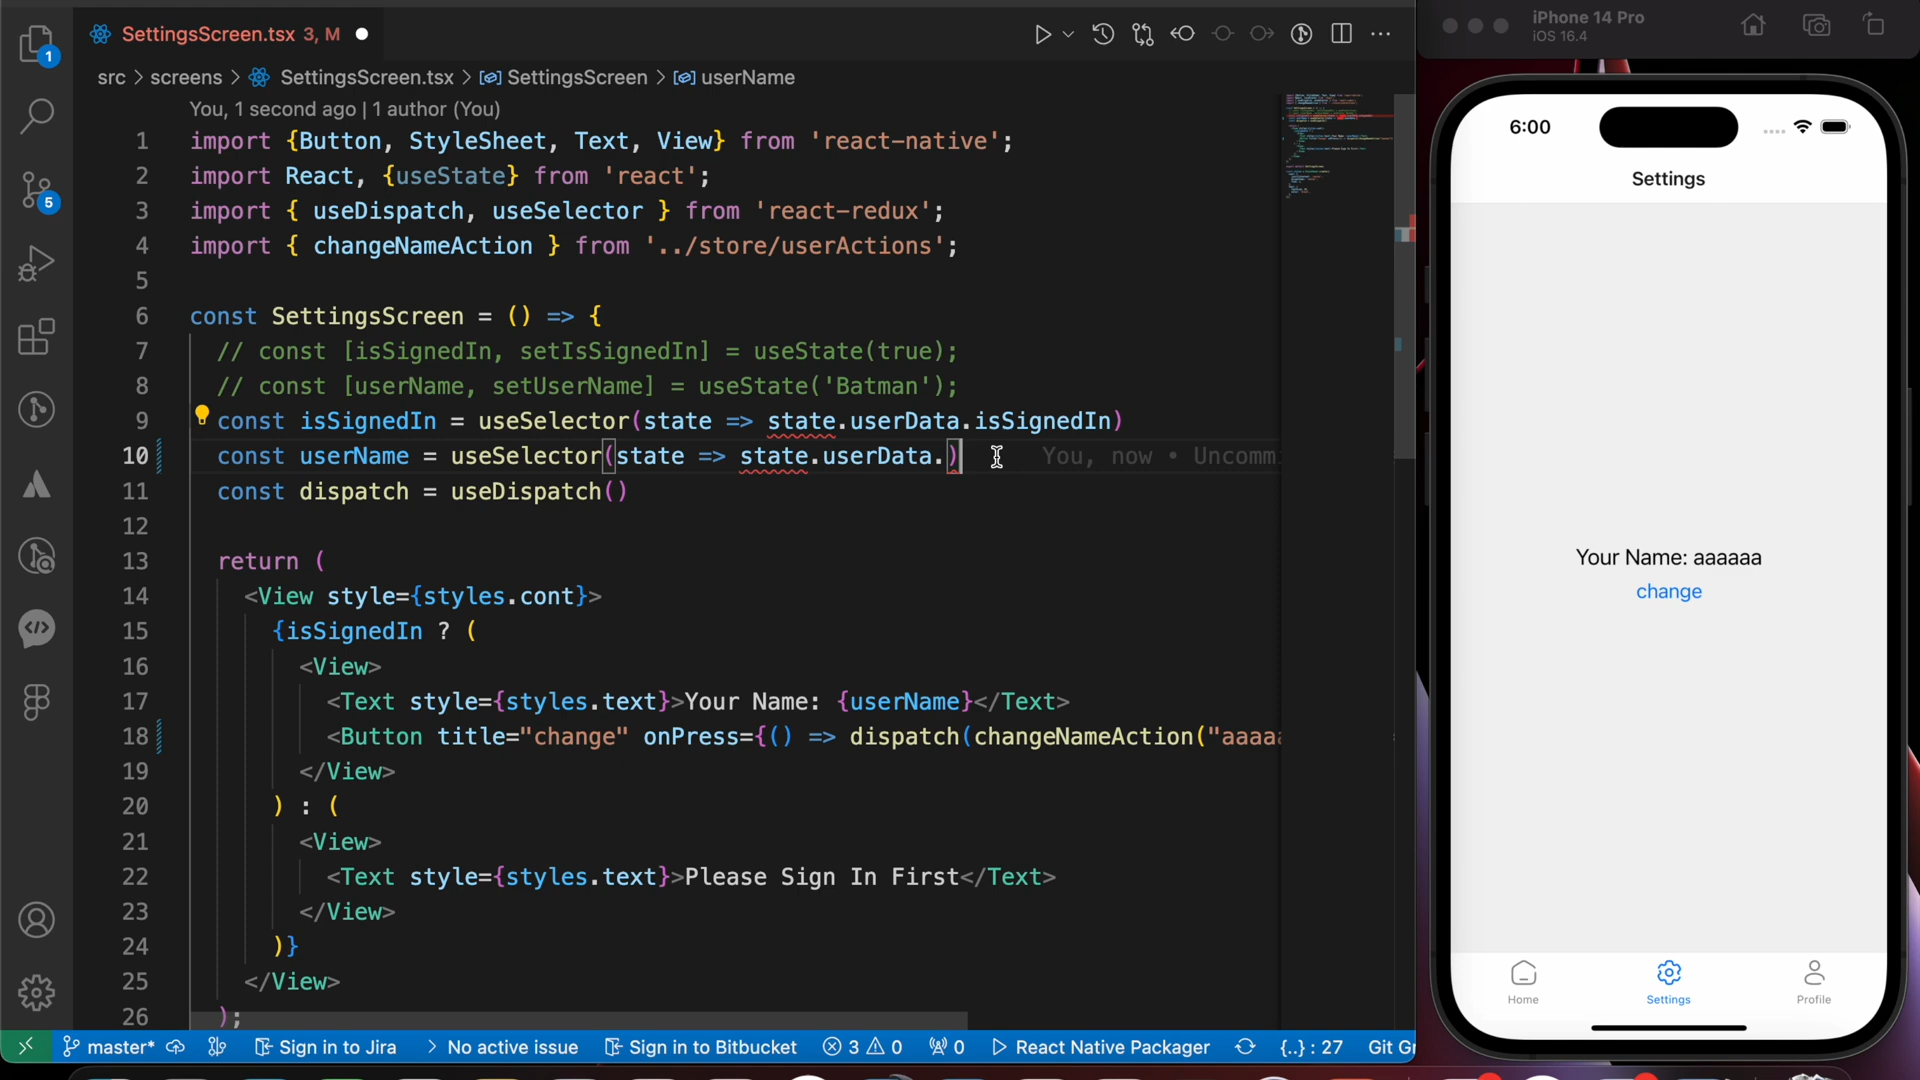 SettingsScreen.tsx 3, M
src > screens > SettingsScreen.tsx > SettingsScreen > userName
You, 1 second ago | 1 author (You)
1 import {Button, StyleSheet, Text, View} from 'react-native';
2 import React, {useState} from 'react';
3 import { useDispatch, useSelector } from 'react-redux';
4 import { changeNameAction } from '../store/userActions';
5
6 const SettingsScreen = () => {
7 // const [isSignedIn, setIsSignedIn] = useState(true);
8 // const [userName, setUserName] = useState('Batman');
9 const isSignedIn = useSelector(state => state.userData.isSignedIn)
10 const userName = useSelector(state => state.userData.) You, now • Uncommi
11 const dispatch = useDispatch()
12
13 return (
14 <View style={styles.cont}>
15 {isSignedIn ? (
16 <View>
17 <Text style={styles.text}>Your Name: {userName}</Text>
18 <Button title="change" onPress={() => dispatch(changeNameAction("aaaaa
19 </View>
20 ) : (
21 <View>
22 <Text style={styles.text}>Please Sign In First</Text>
23 </View>
24 )}
25 </View>
26 );
1
5
master* Sign in to Jira > No active issue Sign in to Bitbucket 3 0 0 React Native Packager {..} : 27 Git Gr
iPhone 14 Pro
iOS 16.4
6:00
Settings
Your Name: aaaaaa
change
Home Settings Profile